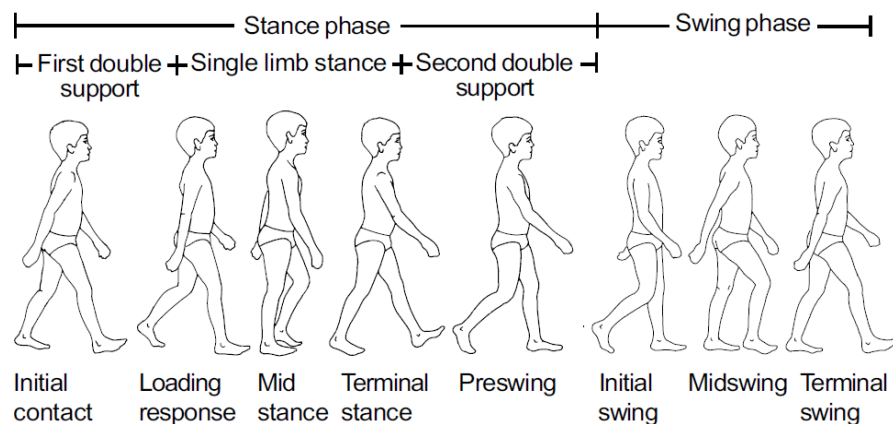 Stance phase
Swing phase
First double
support
Single limb stance
Second double
support
Initial
contact
Loading
response
Mid
stance
Terminal
stance
Preswing
Initial
swing
Midswing
Terminal
swing